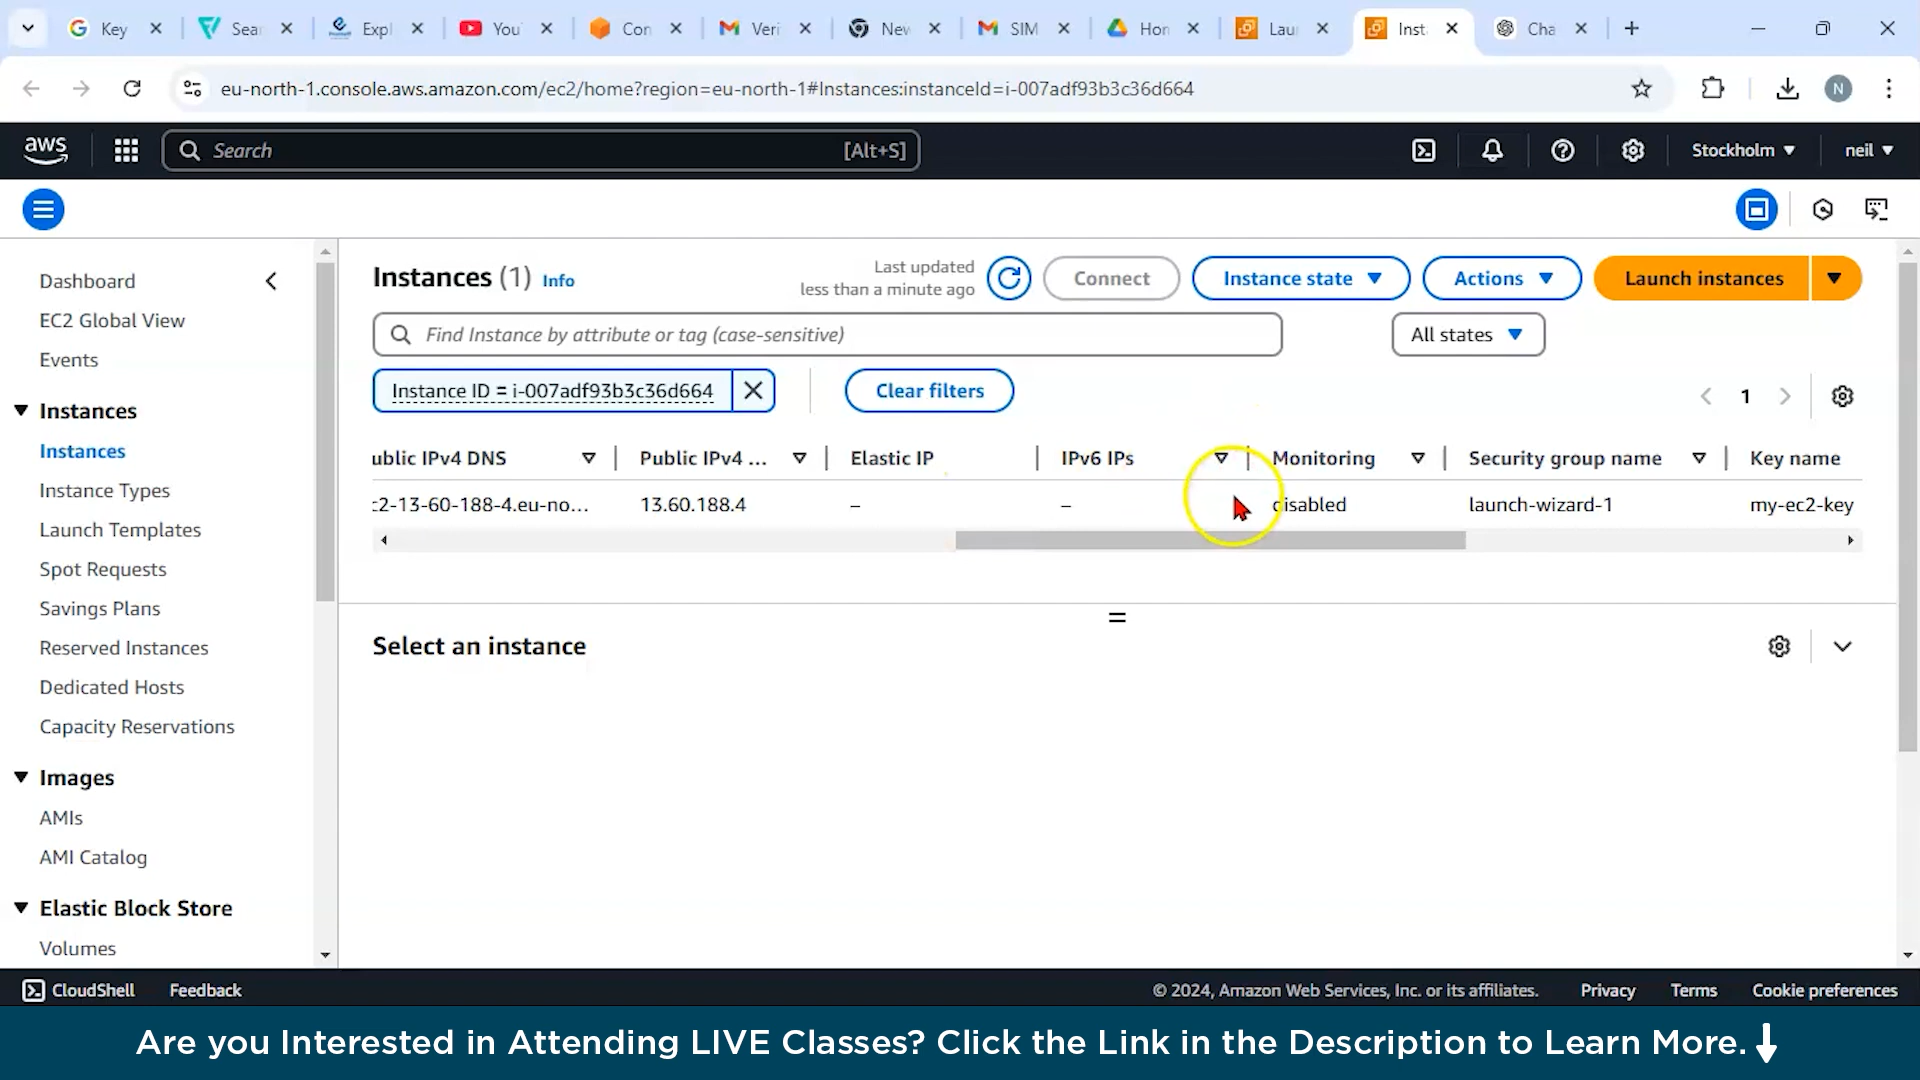 Key
Sear
Expl
You
Con
Veri
New
SIM
Hon
Laun
Inst
Cha
eu-north-1.console.aws.amazon.com/ec2/home?region=eu-north-1#Instances:instanceId=i-007adf93b3c36d664
N
aws
Search
[Alt+S]
Stockholm
neil
Dashboard
EC2 Global View
Events
Instances
Instances
Instance Types
Launch Templates
Spot Requests
Savings Plans
Reserved Instances
Dedicated Hosts
Capacity Reservations
Images
AMIs
AMI Catalog
Elastic Block Store
Volumes
Instances (1) Info
Last updated
less than a minute ago
Connect
Instance state
Actions
Launch instances
Find Instance by attribute or tag (case-sensitive)
All states
Instance ID = i-007adf93b3c36d664
Clear filters
1
ublic IPv4 DNS
Public IPv4 ...
Elastic IP
IPv6 IPs
Monitoring
Security group name
Key name
c2-13-60-188-4.eu-no...
13.60.188.4
–
–
disabled
launch-wizard-1
my-ec2-key
Select an instance
CloudShell
Feedback
© 2024, Amazon Web Services, Inc. or its affiliates.
Privacy
Terms
Cookie preferences
Are you Interested in Attending LIVE Classes? Click the Link in the Description to Learn More.